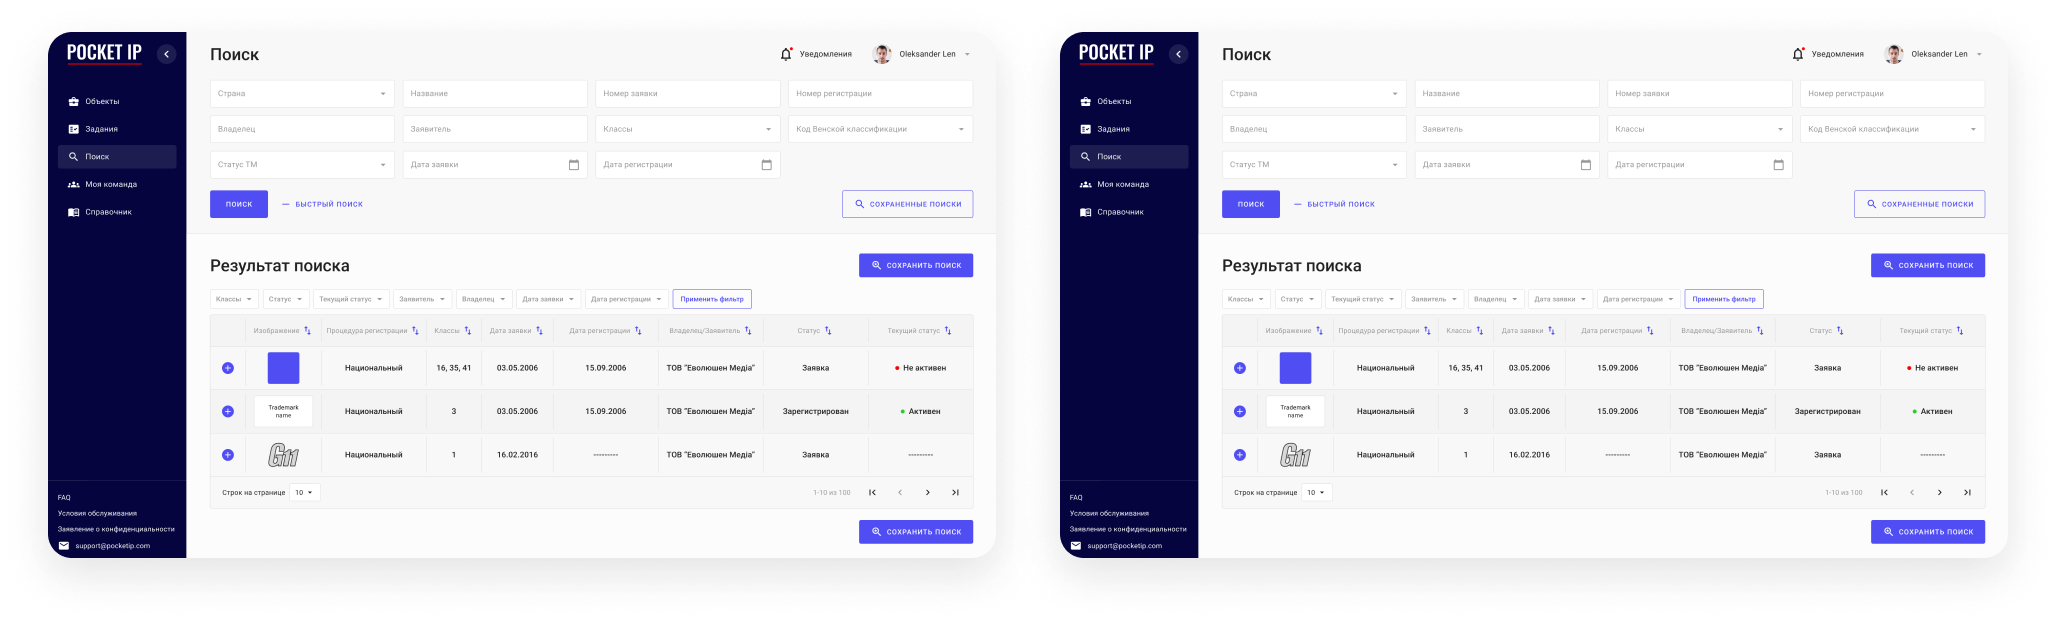 POCKET IP
Объекты
Задания
Поиск
Моя команда
Справочник
FAQ
Условия обслуживания
Заявление о конфиденциальности
support@pocketip.com
Поиск
Уведомления
Oleksander Len
Страна Название Номер заявки Номер регистрации
Владелец Заявитель Классы Код Венской классификации
Статус ТМ Дата заявки Дата регистрации
ПОИСК БЫСТРЫЙ ПОИСК СОХРАНЕННЫЕ ПОИСКИ
Результат поиска СОХРАНИТЬ ПОИСК
Классы Статус Текущий статус Заявитель Владелец Дата заявки Дата регистрации Применить фильтр
Изображение Процедура регистрации Классы Дата заявки Дата регистрации Владелец/Заявитель Статус Текущий статус
Национальный 16, 35, 41 03.05.2006 15.09.2006 ТОВ "Еволюшен Медіа" Заявка Не активен
Trademark
name
Национальный 3 03.05.2006 15.09.2006 ТОВ "Еволюшен Медіа" Зарегистрирован Активен
G11 Национальный 1 16.02.2016 --------- ТОВ "Еволюшен Медіа" Заявка ---------
Строк на странице 10 1-10 из 100
СОХРАНИТЬ ПОИСК
POCKET IP
Объекты
Задания
Поиск
Моя команда
Справочник
FAQ
Условия обслуживания
Заявление о конфиденциальности
support@pocketip.com
Поиск
Уведомления
Oleksander Len
Страна Название Номер заявки Номер регистрации
Владелец Заявитель Классы Код Венской классификации
Статус ТМ Дата заявки Дата регистрации
ПОИСК БЫСТРЫЙ ПОИСК СОХРАНЕННЫЕ ПОИСКИ
Результат поиска СОХРАНИТЬ ПОИСК
Классы Статус Текущий статус Заявитель Владелец Дата заявки Дата регистрации Применить фильтр
Изображение Процедура регистрации Классы Дата заявки Дата регистрации Владелец/Заявитель Статус Текущий статус
Национальный 16, 35, 41 03.05.2006 15.09.2006 ТОВ "Еволюшен Медіа" Заявка Не активен
Trademark
name
Национальный 3 03.05.2006 15.09.2006 ТОВ "Еволюшен Медіа" Зарегистрирован Активен
G11 Национальный 1 16.02.2016 --------- ТОВ "Еволюшен Медіа" Заявка ---------
Строк на странице 10 1-10 из 100
СОХРАНИТЬ ПОИСК